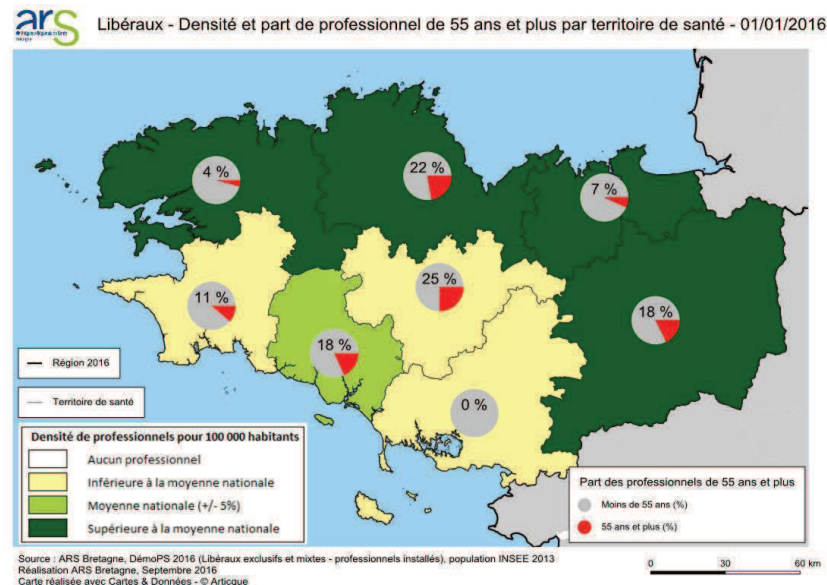 ars
Agence Régionale de Santé
Bretagne
Libéraux - Densité et part de professionnel de 55 ans et plus par territoire de santé - 01/01/2016
4 %
22 %
7 %
11 %
25 %
18 %
18 %
0 %
Région 2016
Territoire de santé
Densité de professionnels pour 100 000 habitants
Aucun professionnel
Inférieure à la moyenne nationale
Moyenne nationale (+/- 5%)
Supérieure à la moyenne nationale
Part des professionnels de 55 ans et plus
Moins de 55 ans (%)
55 ans et plus (%)
Source : ARS Bretagne, DémoPS 2016 (Libéraux exclusifs et mixtes - professionnels installés), population INSEE 2013
Réalisation ARS Bretagne, Septembre 2016
Carte réalisée avec Cartes & Données - © Articque
0 30 60 km